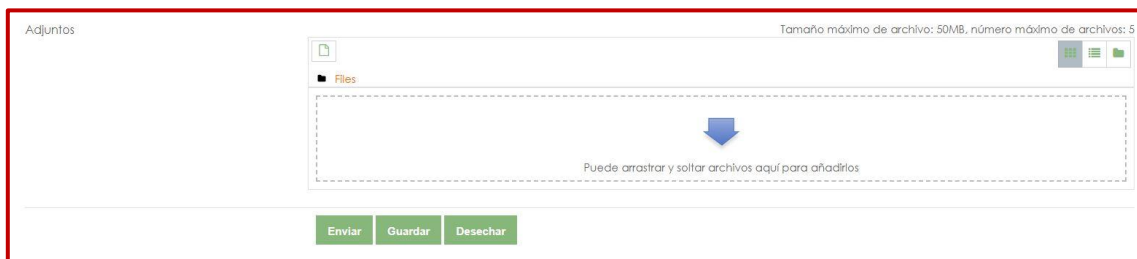 Adjuntos
Tamaño máximo de archivo: 50MB, número máximo de archivos: 5
Files
Puede arrastrar y soltar archivos aquí para añadirlos
Enviar Guardar Desechar